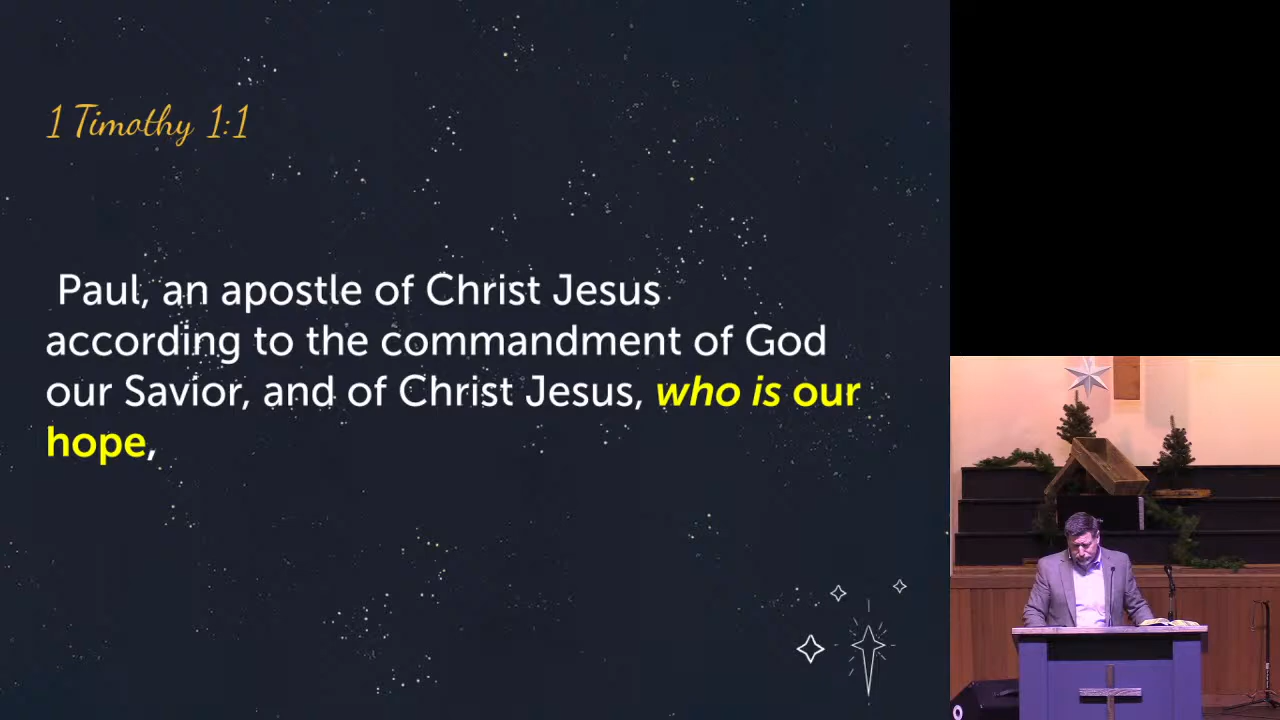 1 Timothy 1:1
Paul, an apostle of Christ Jesus
according to the commandment of God
our Savior, and of Christ Jesus, who is our
hope,